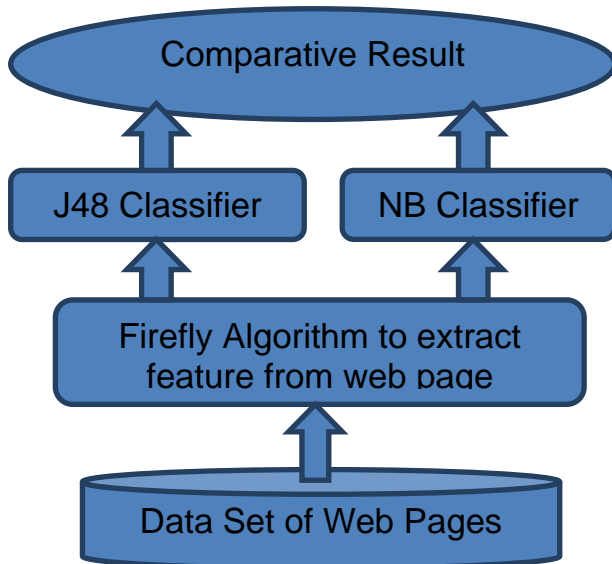 Comparative Result
J48 Classifier
NB Classifier
Firefly Algorithm to extract
feature from web page
Data Set of Web Pages